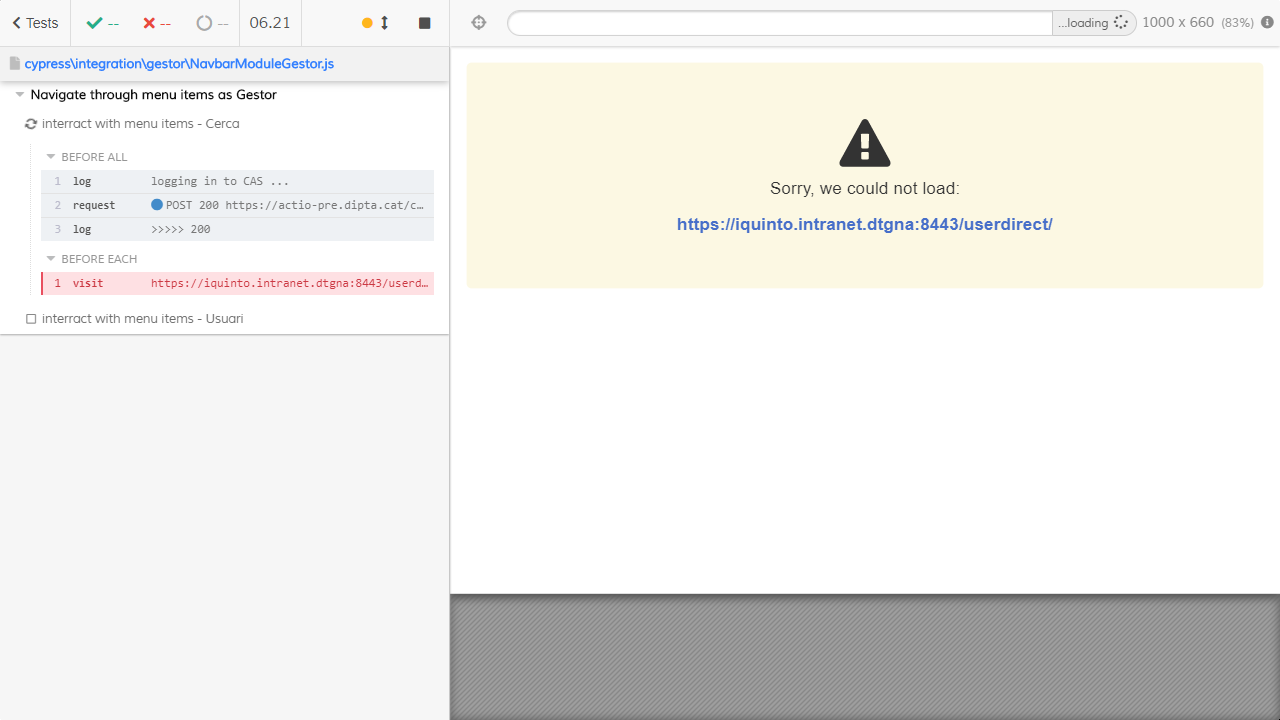 Tests -- -- -- 06.21
...loading 1000 x 660 (83%)
cypress\integration\gestor\NavbarModuleGestor.js
Navigate through menu items as Gestor
interract with menu items - Cerca
BEFORE ALL
1 log logging in to CAS ...
2 request POST 200 https://actio-pre.dipta.cat/c...
3 log >>>>> 200
BEFORE EACH
1 visit https://iquinto.intranet.dtgna:8443/userd...
interract with menu items - Usuari
Sorry, we could not load:
https://iquinto.intranet.dtgna:8443/userdirect/